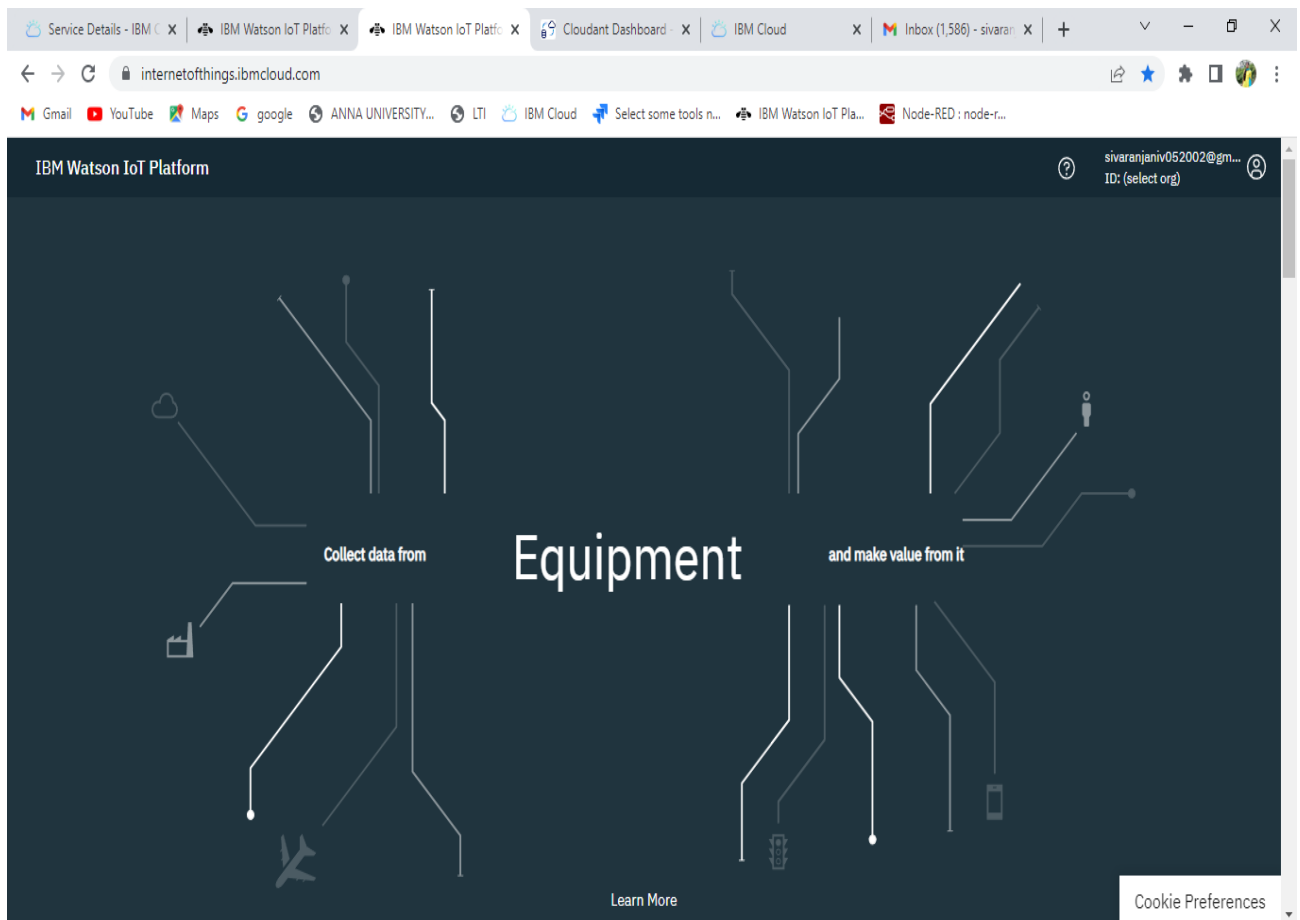 Service Details - IBM C
IBM Watson IoT Platfo
IBM Watson IoT Platfo
Cloudant Dashboard -
IBM Cloud
Inbox (1,586) - sivaran
internetofthings.ibmcloud.com
Gmail
YouTube
Maps
google
ANNA UNIVERSITY...
LTI
IBM Cloud
Select some tools n...
IBM Watson IoT Pla...
Node-RED : node-r...
IBM Watson IoT Platform
sivaranjaniv052002@gm...
ID: (select org)
Collect data from
Equipment
and make value from it
Learn More
Cookie Preferences